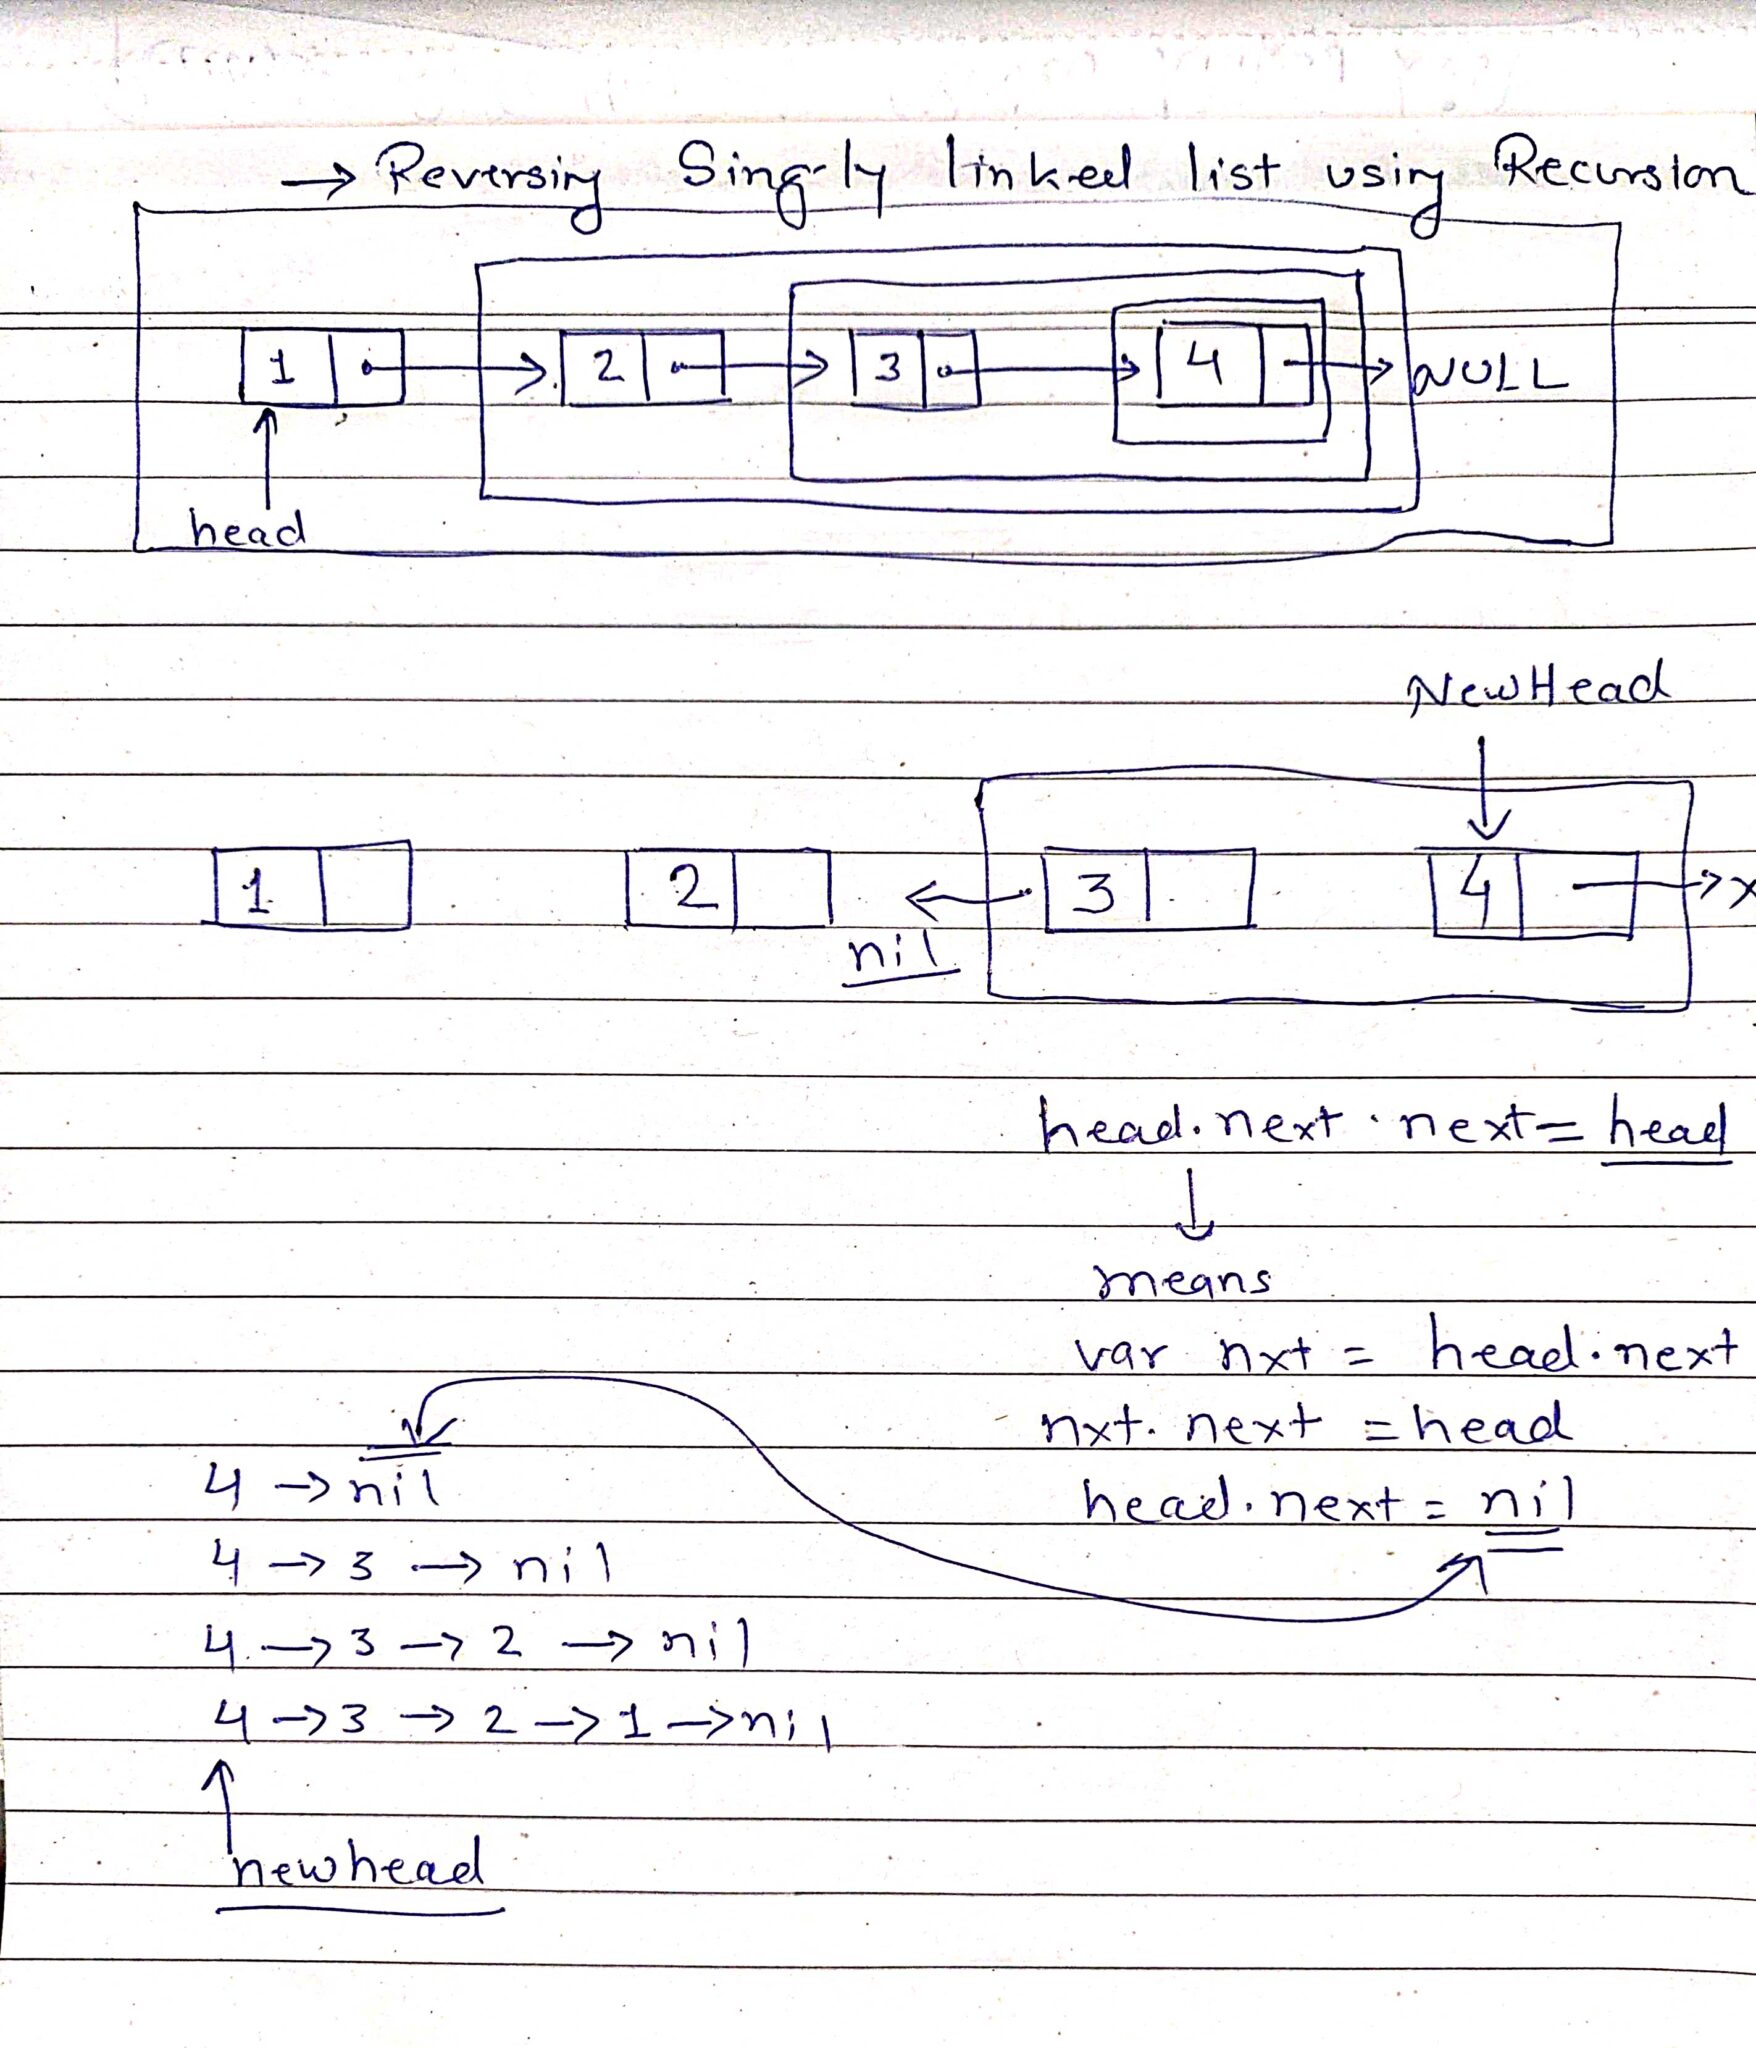 → Reversing Singly linked list using Recursion
1 → 2 → 3 → 4 → NULL
head
NewHead
1 2 ← 3 4 → x
nil
head.next.next = head
↓
means
var nxt = head.next
nxt.next = head
head.next = nil
4 → nil
4 → 3 → nil
4 → 3 → 2 → nil
4 → 3 → 2 → 1 → nil
newhead